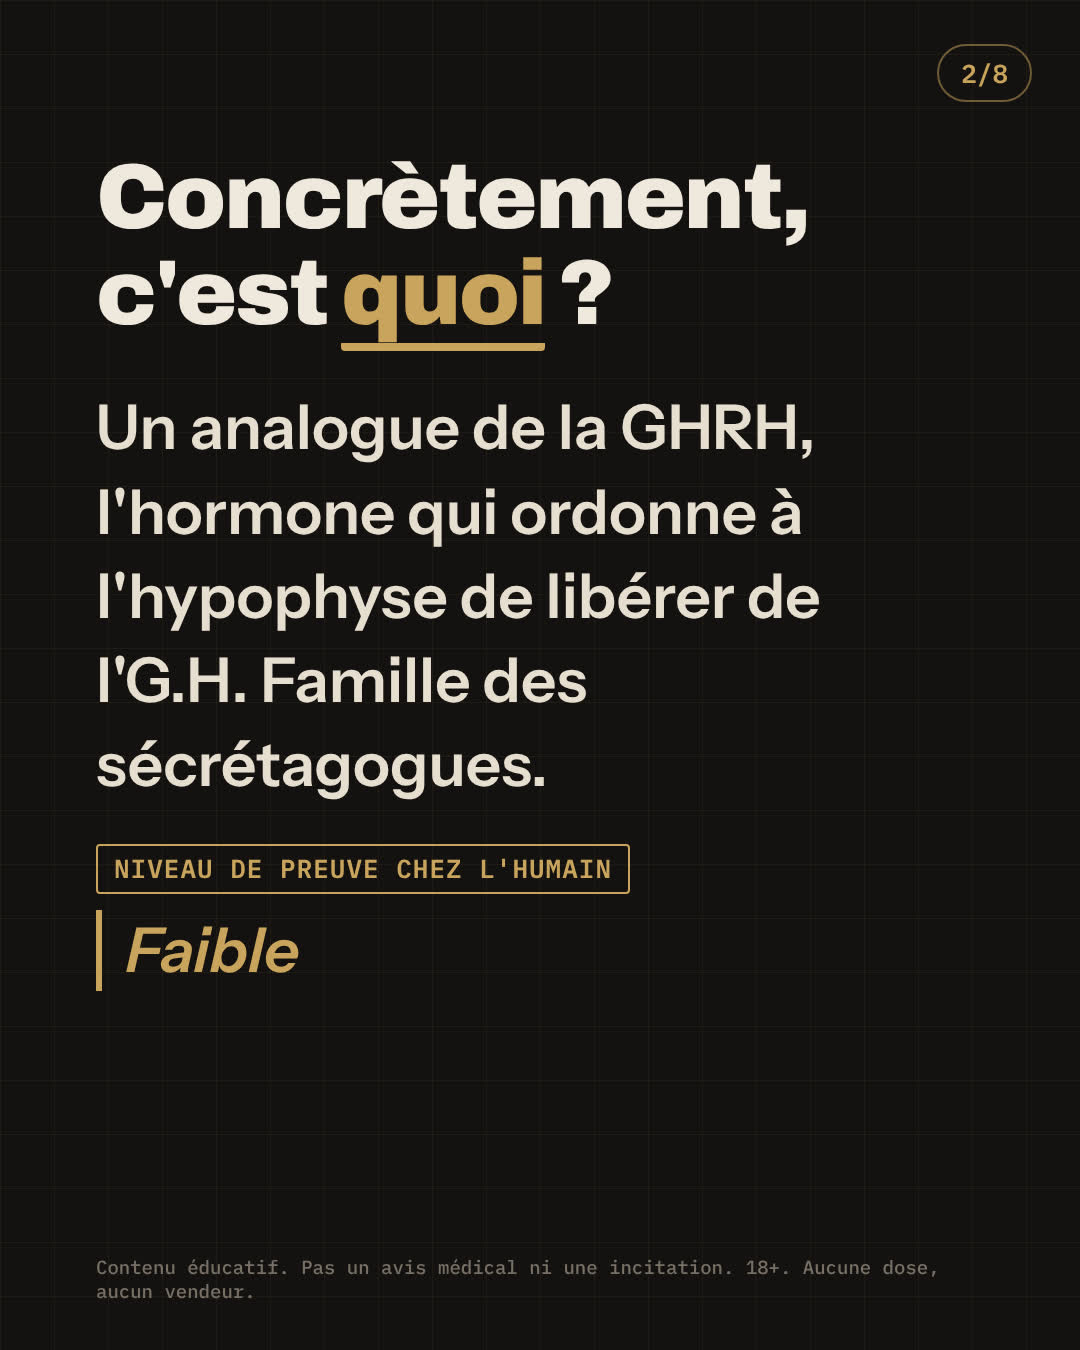 2/8
Concrètement,
c'est quoi ?
Un analogue de la GHRH,
l'hormone qui ordonne à
l'hypophyse de libérer de
l'G.H. Famille des
sécrétagogues.
NIVEAU DE PREUVE CHEZ L'HUMAIN
Faible
Contenu éducatif. Pas un avis médical ni une incitation. 18+. Aucune dose,
aucun vendeur.